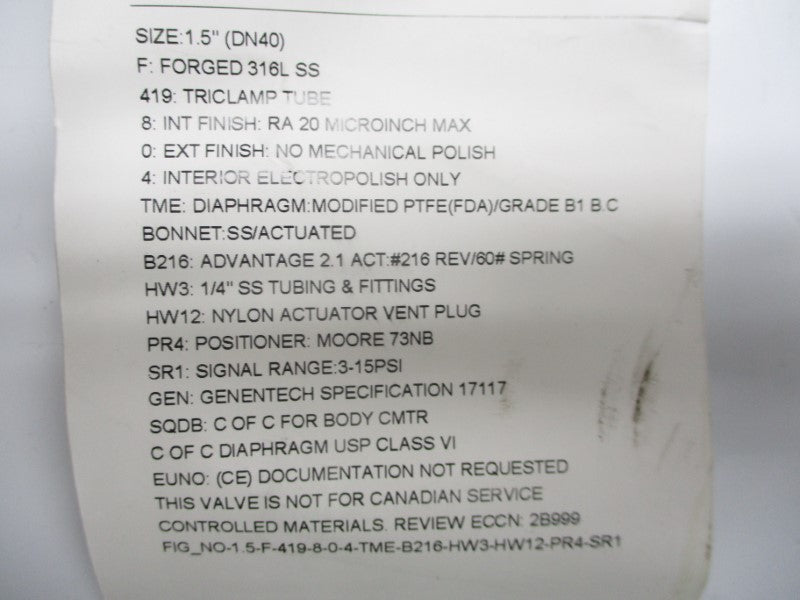 SIZE:1.5" (DN40)
F: FORGED 316L SS
419: TRICLAMP TUBE
8: INT FINISH: RA 20 MICROINCH MAX
0: EXT FINISH: NO MECHANICAL POLISH
4: INTERIOR ELECTROPOLISH ONLY
TME: DIAPHRAGM:MODIFIED PTFE(FDA)/GRADE B1 B.C
BONNET:SS/ACTUATED
B216: ADVANTAGE 2.1 ACT:#216 REV/60# SPRING
HW3: 1/4" SS TUBING & FITTINGS
HW12: NYLON ACTUATOR VENT PLUG
PR4: POSITIONER: MOORE 73NB
SR1: SIGNAL RANGE:3-15PSI
GEN: GENENTECH SPECIFICATION 17117
SQDB: C OF C FOR BODY CMTR
C OF C DIAPHRAGM USP CLASS VI
EUNO: (CE) DOCUMENTATION NOT REQUESTED
THIS VALVE IS NOT FOR CANADIAN SERVICE
CONTROLLED MATERIALS. REVIEW ECCN: 2B999
FIG_NO-1.5-F-419-8-0-4-TME-B216-HW3-HW12-PR4-SR1